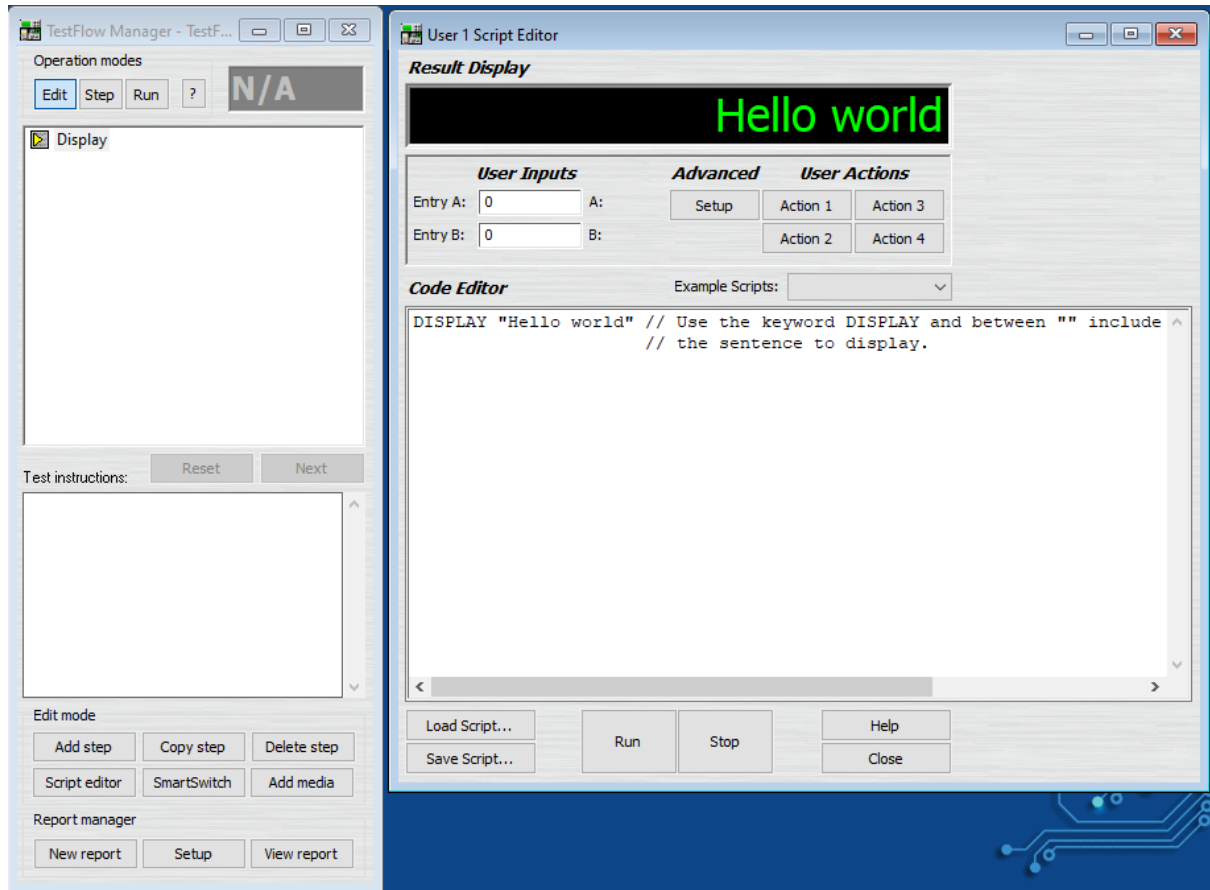 TestFlow Manager - TestF...
Operation modes
Edit Step Run ? N/A
Display
Test instructions: Reset Next
Edit mode
Add step Copy step Delete step
Script editor SmartSwitch Add media
Report manager
New report Setup View report
User 1 Script Editor
Result Display
Hello world
User Inputs Advanced User Actions
Entry A: 0 A: Setup Action 1 Action 3
Entry B: 0 B: Action 2 Action 4
Code Editor Example Scripts:
DISPLAY "Hello world" // Use the keyword DISPLAY and between "" include
// the sentence to display.
Load Script... Run Stop Help
Save Script... Close